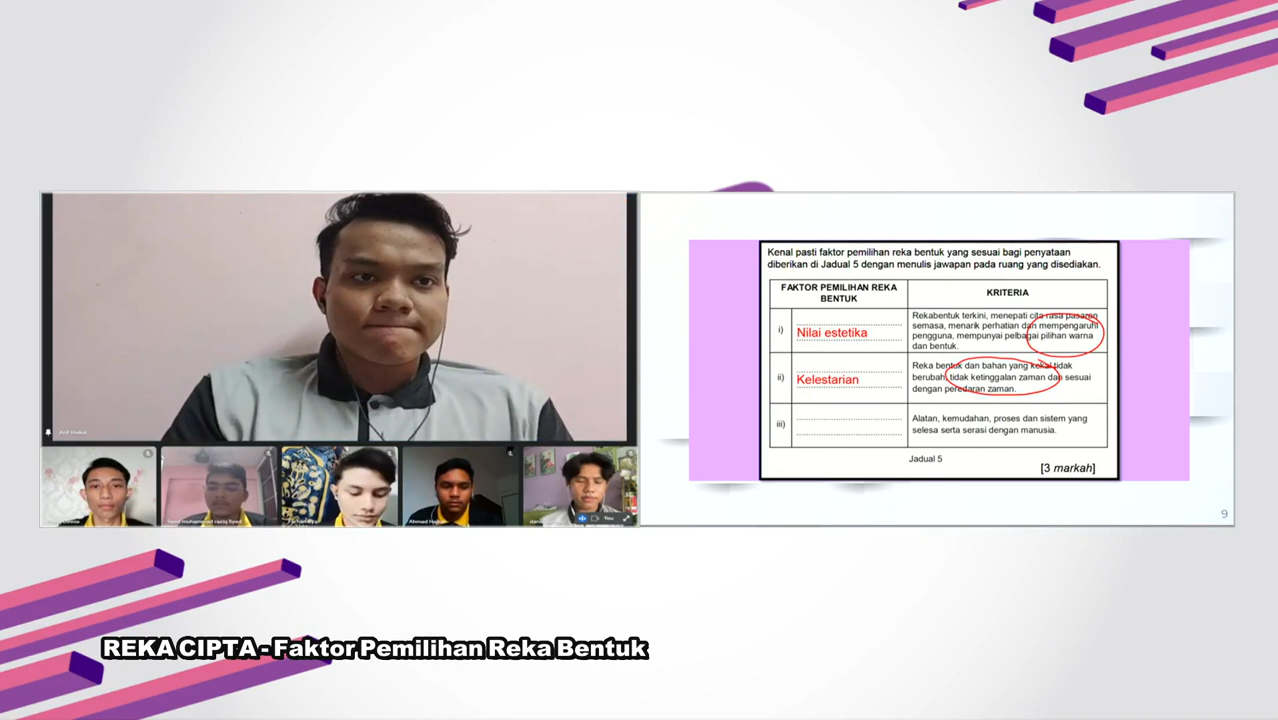 Kenal pasti faktor pemilihan reka bentuk yang sesuai bagi penyataan
diberikan di Jadual 5 dengan menulis jawapan pada ruang yang disediakan.
FAKTOR PEMILIHAN REKA
BENTUK
KRITERIA
i)
Nilai estetika
Rekabentuk terkini, menepati cita rasa pasaran
semasa, menarik perhatian dan mempengaruhi
pengguna, mempunyai pelbagai pilihan warna
dan bentuk.
ii)
Kelestarian
Reka bentuk dan bahan yang kekal tidak
berubah, tidak ketinggalan zaman dan sesuai
dengan peredaran zaman.
iii)
Alatan, kemudahan, proses dan sistem yang
selesa serta serasi dengan manusia.
Jadual 5
[3 markah]
9
Arif
Ahmad
You
REKA CIPTA - Faktor Pemilihan Reka Bentuk